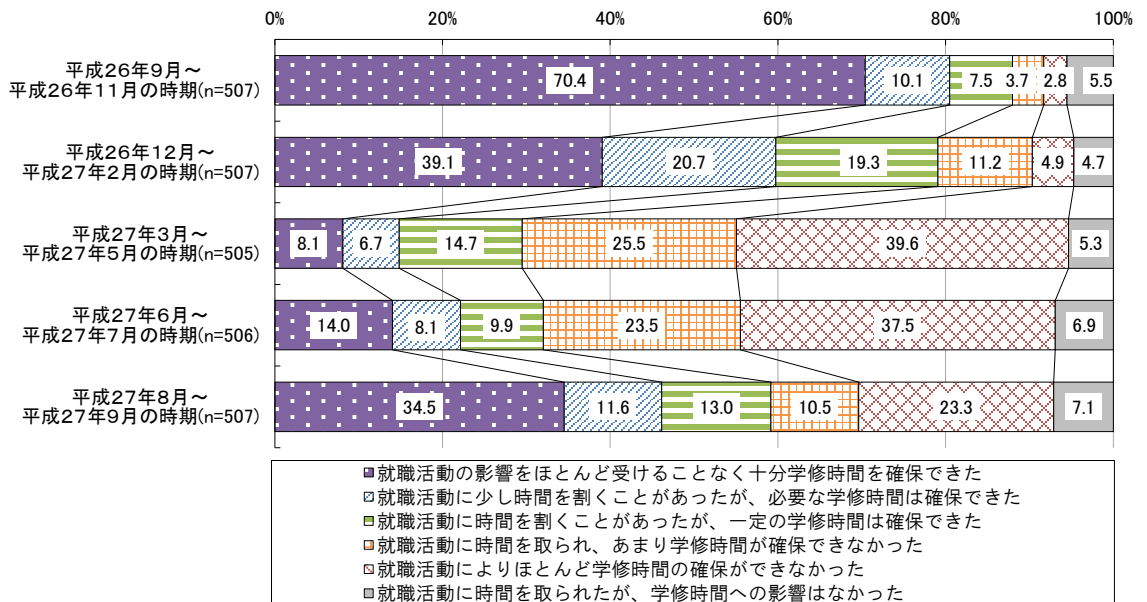 0% 20% 40% 60% 80% 100%
平成26年9月～
平成26年11月の時期(n=507)
70.4 10.1 7.5 3.7 2.8 5.5
平成26年12月～
平成27年2月の時期(n=507)
39.1 20.7 19.3 11.2 4.9 4.7
平成27年3月～
平成27年5月の時期(n=505)
8.1 6.7 14.7 25.5 39.6 5.3
平成27年6月～
平成27年7月の時期(n=506)
14.0 8.1 9.9 23.5 37.5 6.9
平成27年8月～
平成27年9月の時期(n=507)
34.5 11.6 13.0 10.5 23.3 7.1
就職活動の影響をほとんど受けることなく十分学修時間を確保できた
就職活動に少し時間を割くことがあったが、必要な学修時間は確保できた
就職活動に時間を割くことがあったが、一定の学修時間は確保できた
就職活動に時間を取られ、あまり学修時間が確保できなかった
就職活動によりほとんど学修時間の確保ができなかった
就職活動に時間を取られたが、学修時間への影響はなかった